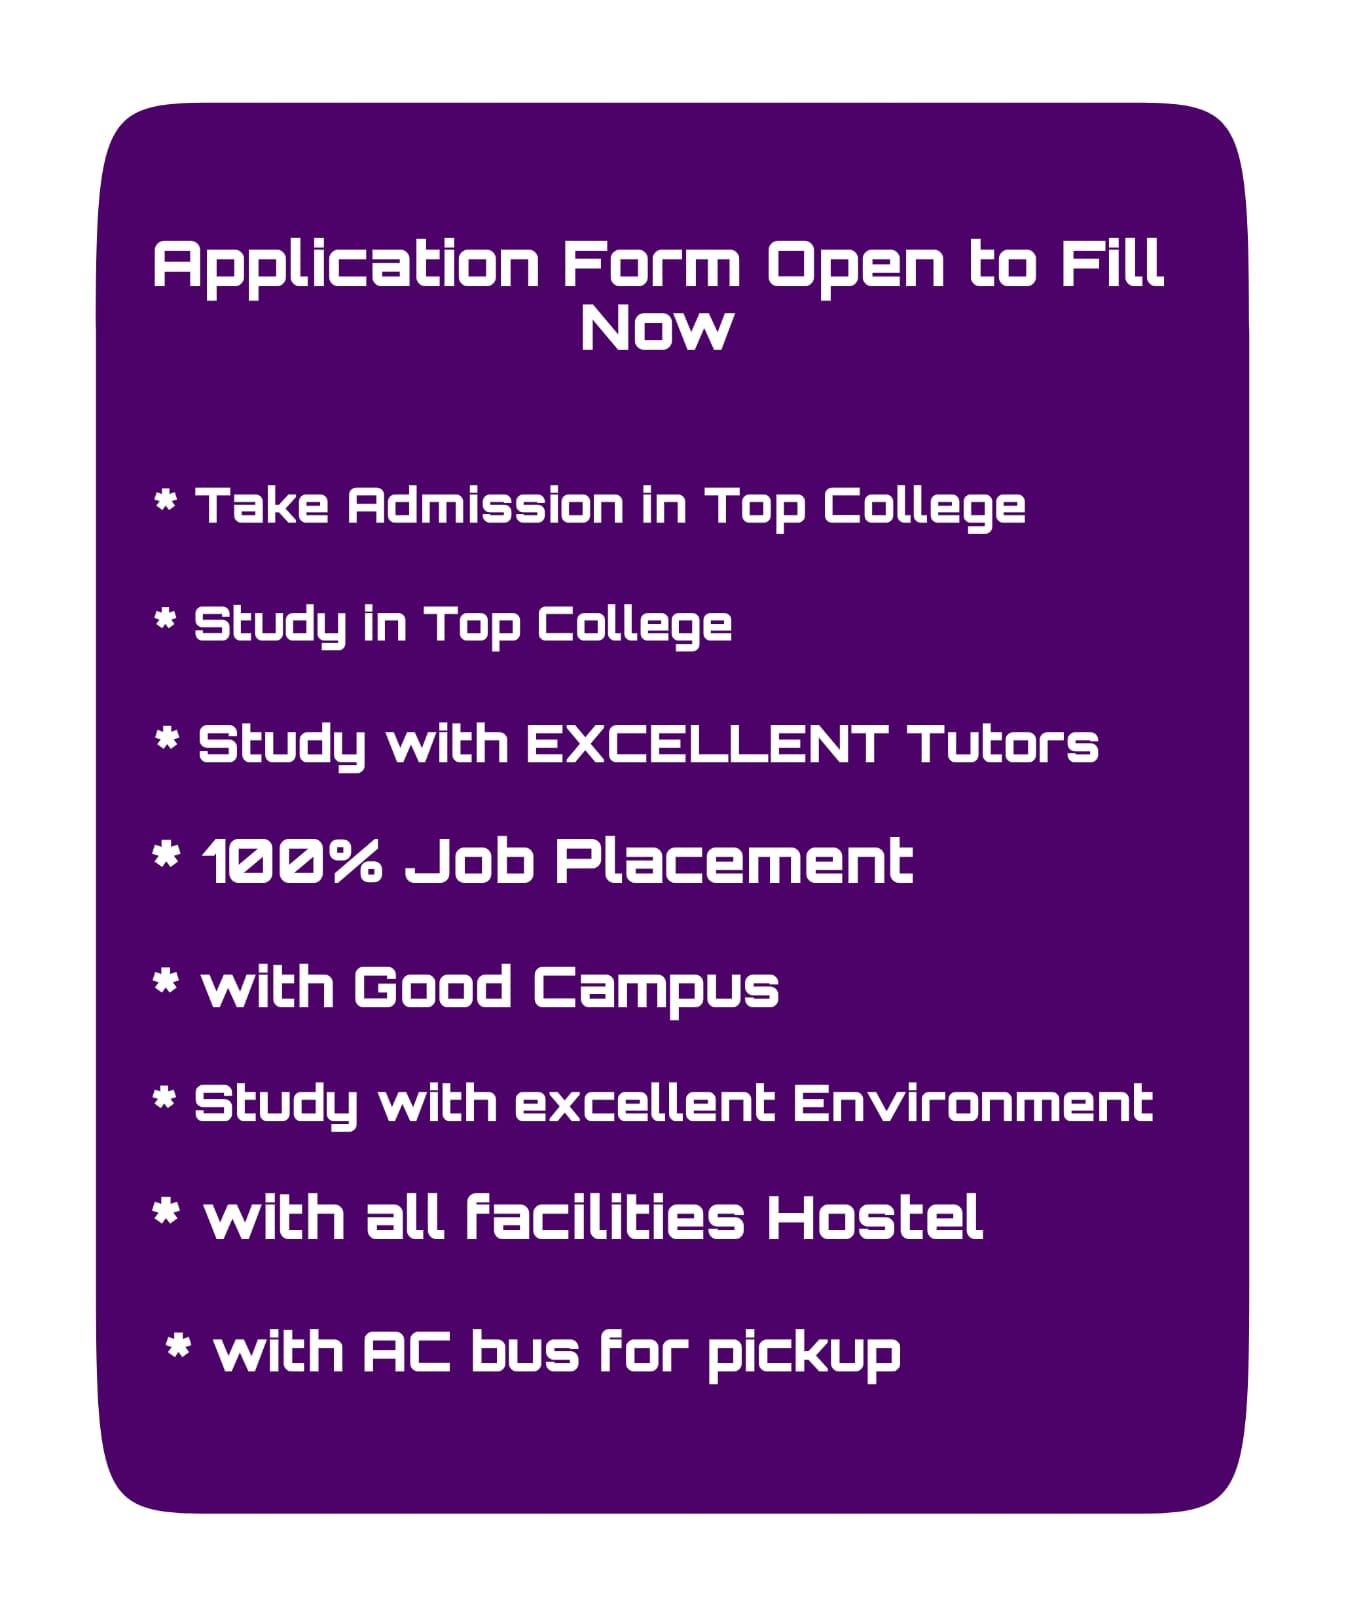 Application Form Open to Fill
Now
* Take Admission in Top College
* Study in Top College
* Study with EXCELLENT Tutors
* 100% Job Placement
* with Good Campus
* Study with excellent Environment
* with all facilities Hostel
* with AC bus for pickup